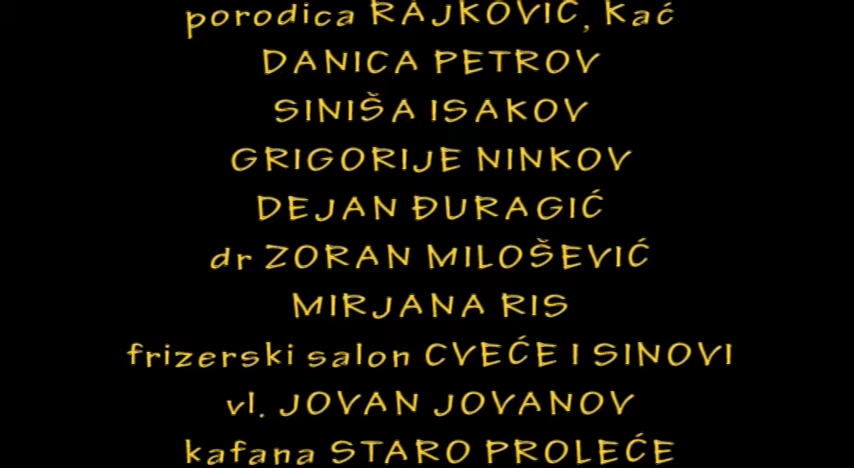 porodica RAJKOVIĆ, Kać
DANICA PETROV
SINIŠA ISAKOV
GRIGORIJE NINKOV
DEJAN ĐURAGIĆ
dr ZORAN MILOŠEVIĆ
MIRJANA RIS
frizerski salon CVEĆE I SINOVI
vl. JOVAN JOVANOV
kafana STARO PROLEĆE